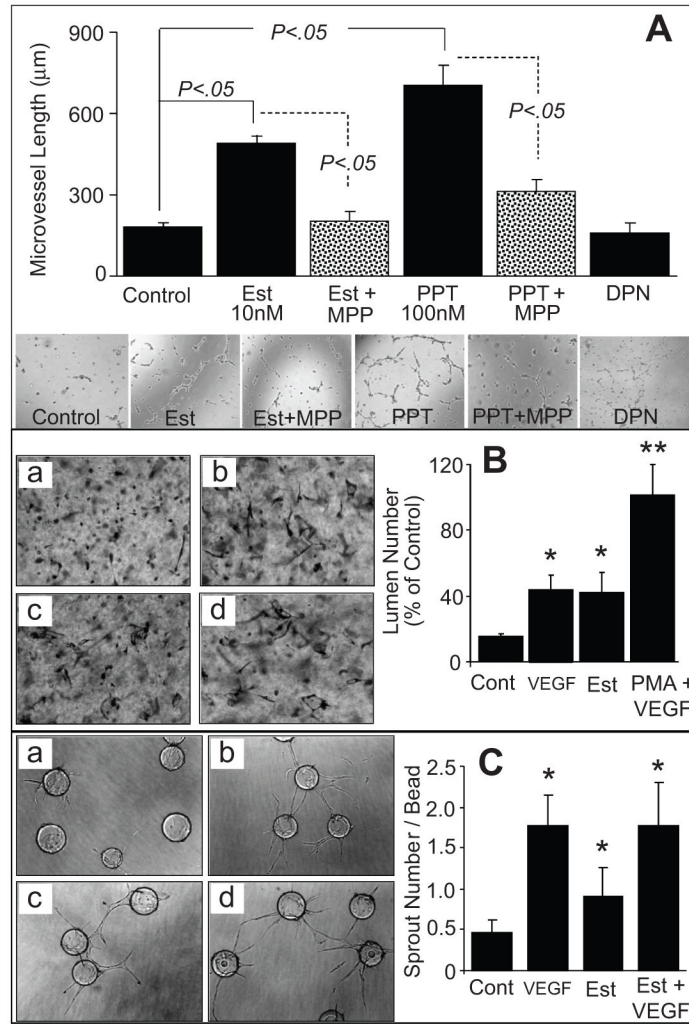 A
Microvessel Length (μm)
900
600
300
0
P<.05
P<.05
P<.05
P<.05
Control
Est
10nM
Est +
MPP
PPT
100nM
PPT +
MPP
DPN
Control
Est
Est+MPP
PPT
PPT+MPP
DPN
a
b
c
d
B
Lumen Number
(% of Control)
120
80
40
0
*
*
**
Cont
VEGF
Est
PMA +
VEGF
a
b
c
d
C
Sprout Number / Bead
2.5
2.0
1.5
1.0
0.5
0
*
*
*
Cont
VEGF
Est
Est +
VEGF